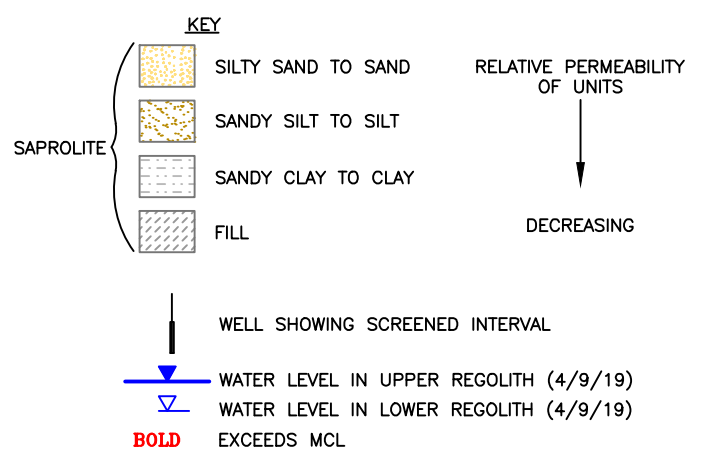 KEY
SAPROLITE
SILTY SAND TO SAND
SANDY SILT TO SILT
SANDY CLAY TO CLAY
FILL
RELATIVE PERMEABILITY
OF UNITS
DECREASING
WELL SHOWING SCREENED INTERVAL
WATER LEVEL IN UPPER REGOLITH (4/9/19)
WATER LEVEL IN LOWER REGOLITH (4/9/19)
BOLD EXCEEDS MCL